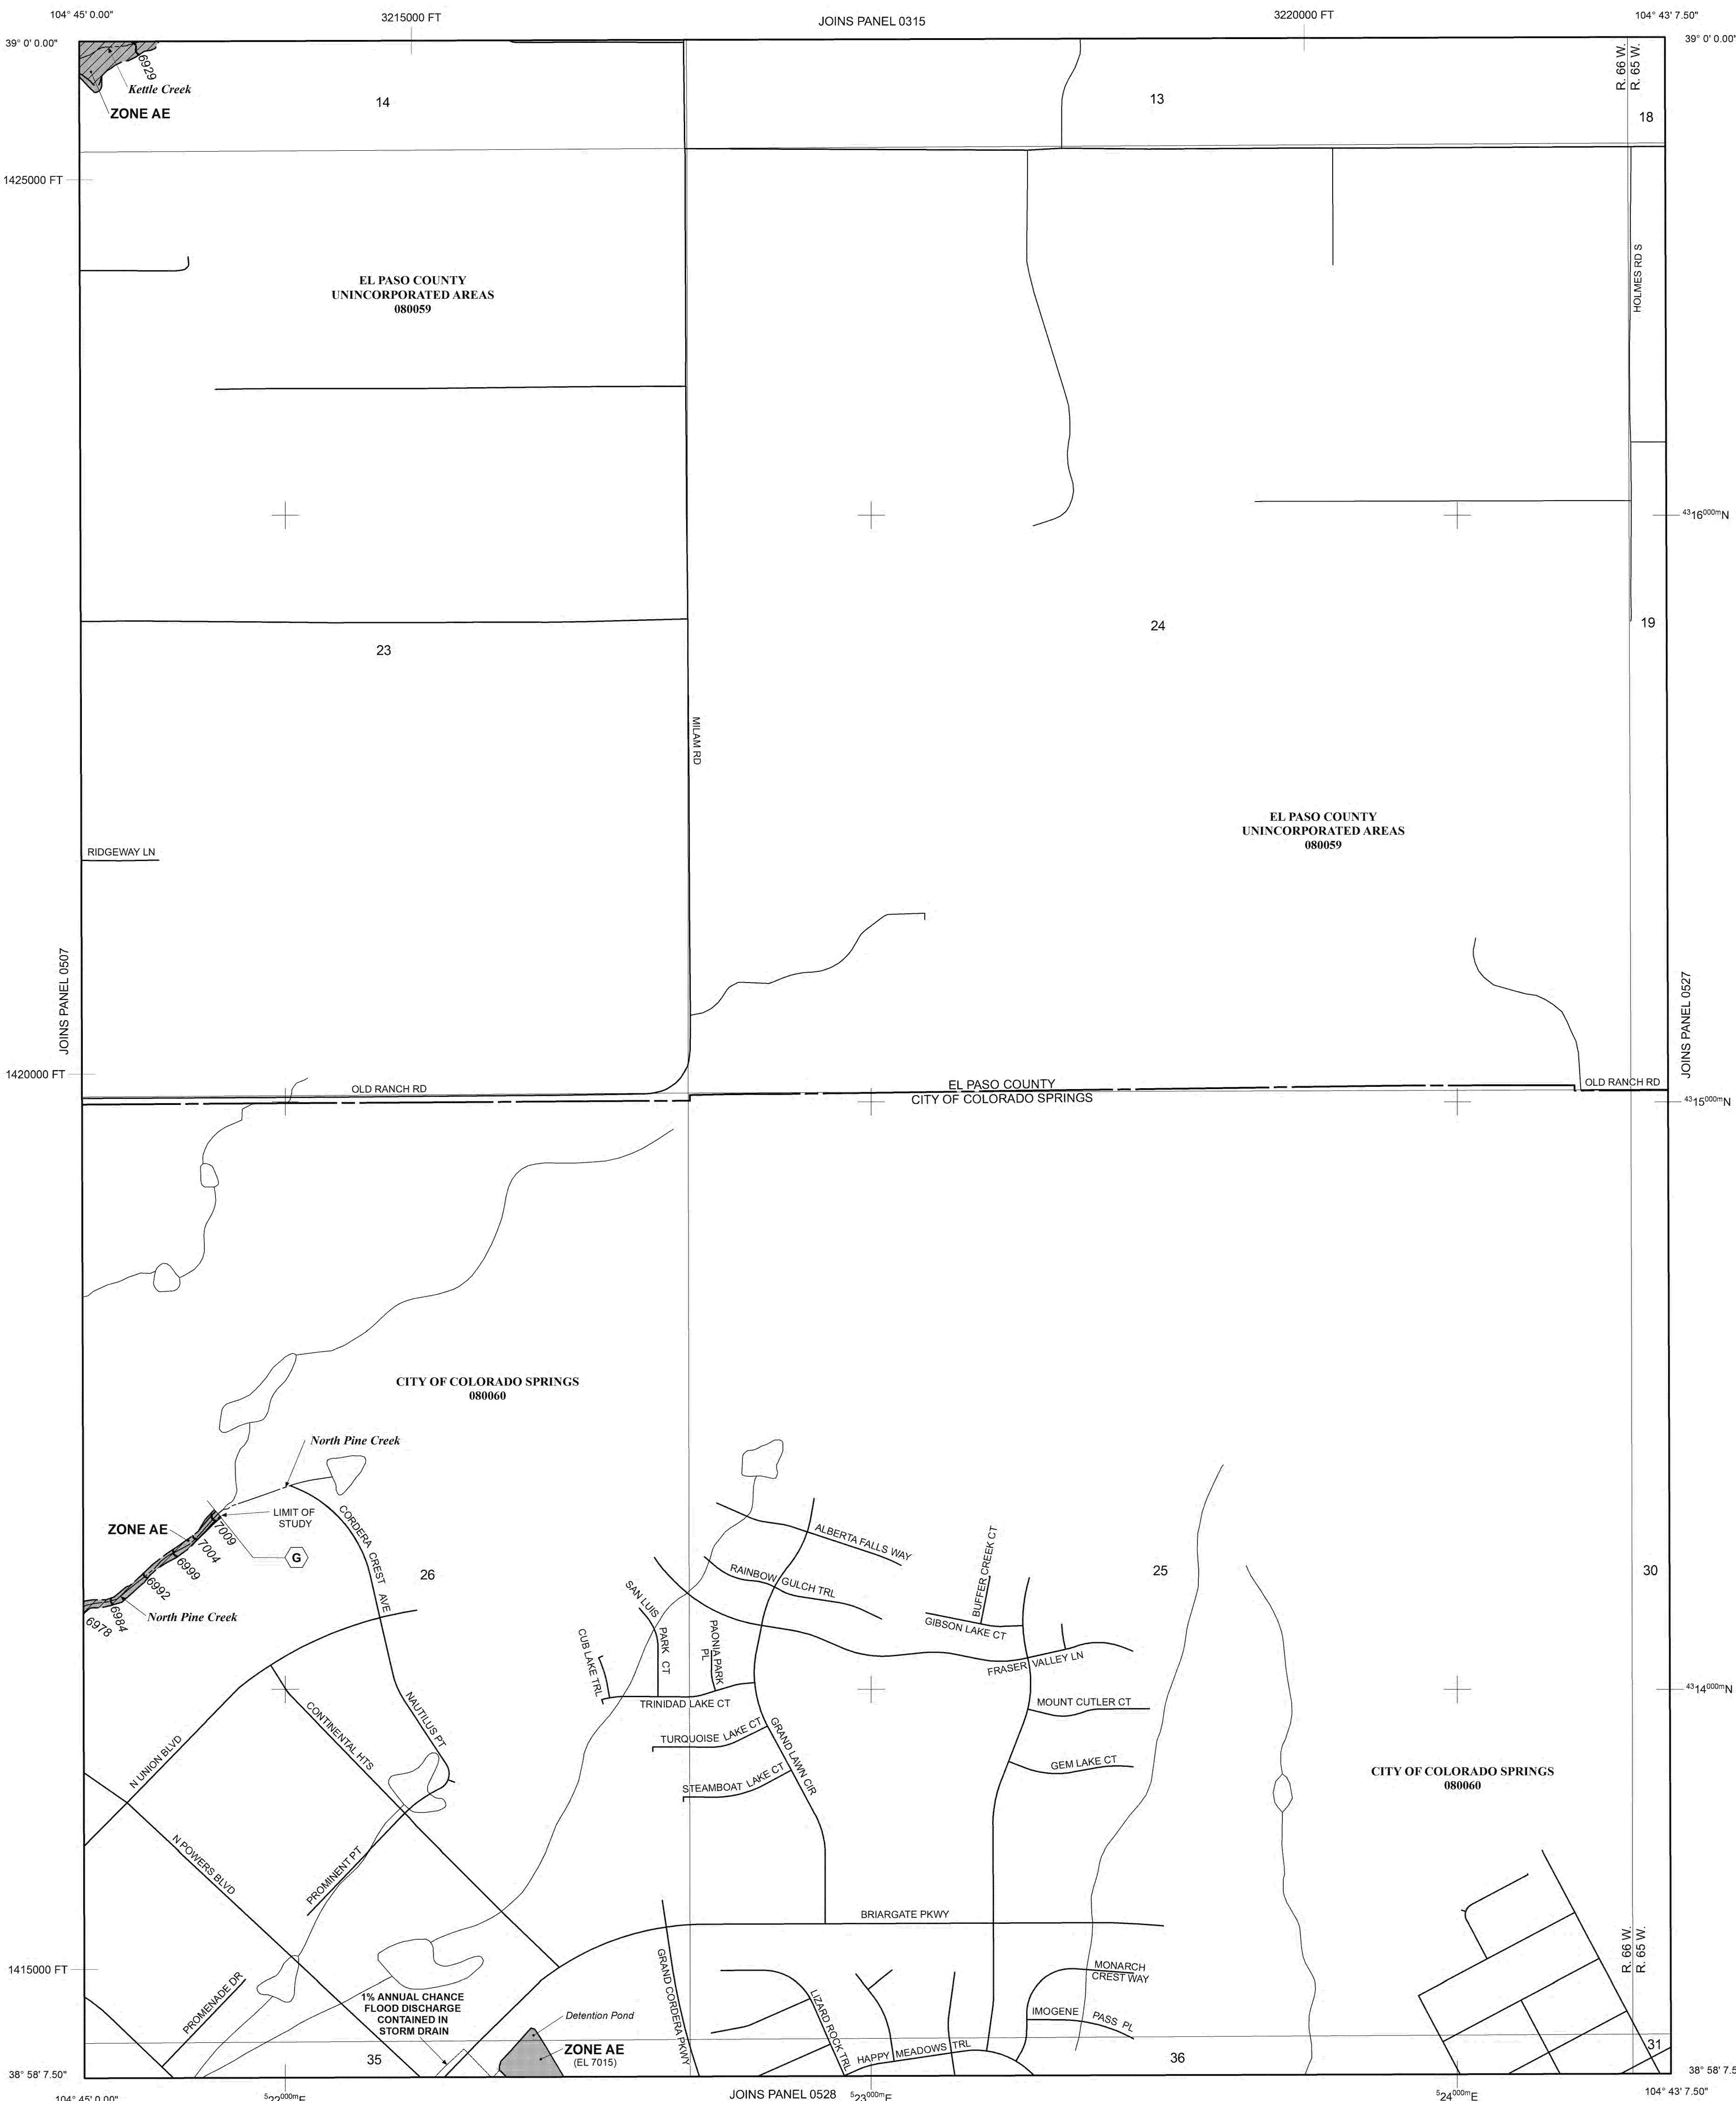 104° 45' 0.00"
3215000 FT
JOINS PANEL 0315
3220000 FT
104° 43' 7.50"
39° 0' 0.00"
39° 0' 0.00"
R. 66 W.
R. 65 W.
6929
Kettle Creek
ZONE AE
14
13
18
1425000 FT
HOLMES RD S
EL PASO COUNTY
UNINCORPORATED AREAS
080059
4316000mN
23
24
19
MILAM RD
EL PASO COUNTY
UNINCORPORATED AREAS
080059
RIDGEWAY LN
JOINS PANEL 0507
JOINS PANEL 0527
1420000 FT
OLD RANCH RD
EL PASO COUNTY
CITY OF COLORADO SPRINGS
OLD RANCH RD
4315000mN
CITY OF COLORADO SPRINGS
080060
North Pine Creek
LIMIT OF
STUDY
ZONE AE
7009
7004
6999
6992
6984
6978
G
North Pine Creek
CORDERA CREST AVE
26
25
30
ALBERTA FALLS WAY
RAINBOW GULCH TRL
BUFFER CREEK CT
GIBSON LAKE CT
SAN LUIS
PARK CT
PAONIA PARK
PL
CUB LAKE TRL
FRASER VALLEY LN
TRINIDAD LAKE CT
MOUNT CUTLER CT
4314000mN
NAUTILUS PT
CONTINENTAL HTS
N UNION BLVD
TURQUOISE LAKE CT
GRAND LAWN CIR
STEAMBOAT LAKE CT
GEM LAKE CT
CITY OF COLORADO SPRINGS
080060
N POWERS BLVD
PROMINENT PT
BRIARGATE PKWY
GRAND CORDERA PKWY
R. 66 W.
R. 65 W.
1415000 FT
PROMENADE DR
1% ANNUAL CHANCE
FLOOD DISCHARGE
CONTAINED IN
STORM DRAIN
Detention Pond
ZONE AE
(EL 7015)
LIZARD ROCK TRL
MONARCH
CREST WAY
IMOGENE PASS PL
HAPPY MEADOWS TRL
35
36
31
38° 58' 7.50"
38° 58' 7.5
104° 45' 0.00"
522000mE
JOINS PANEL 0528
523000mE
524000mE
104° 43' 7.50"